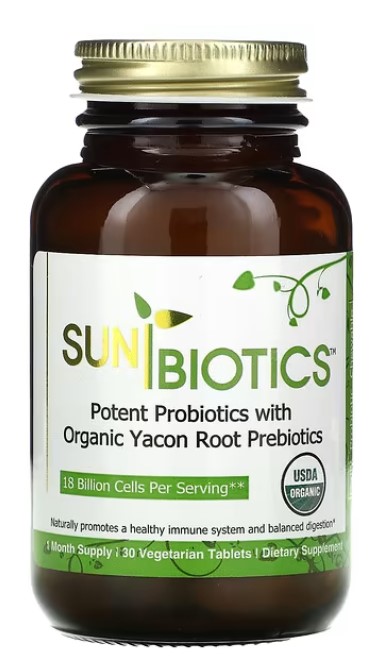 SUNBIOTICS™
Potent Probiotics with
Organic Yacon Root Prebiotics
18 Billion Cells Per Serving**
USDA
ORGANIC
Naturally promotes a healthy immune system and balanced digestion*
Month Supply | 30 Vegetarian Tablets | Dietary Supplement